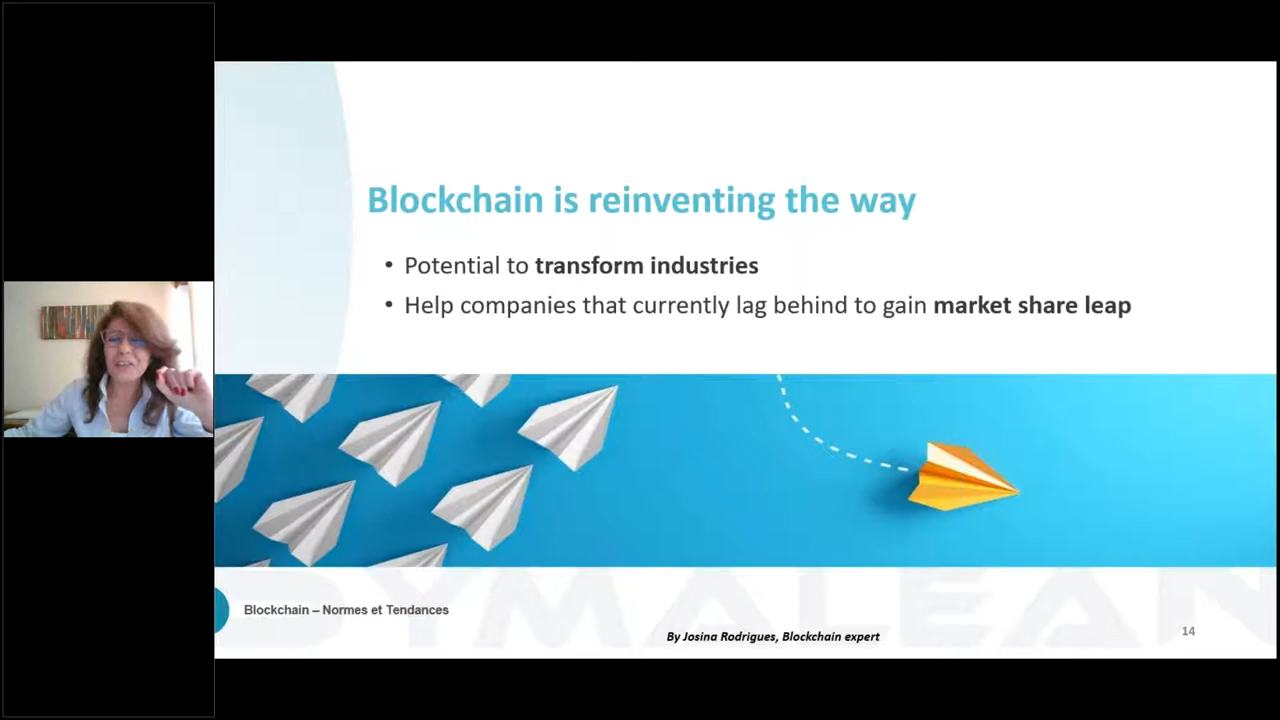 Blockchain is reinventing the way
• Potential to transform industries
• Help companies that currently lag behind to gain market share leap
DYMALEAN
Blockchain – Normes et Tendances
By Josina Rodrigues, Blockchain expert
14